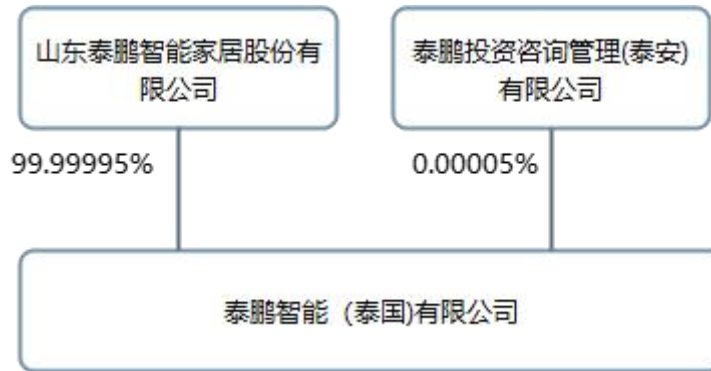 山东泰鹏智能家居股份有
限公司
泰鹏投资咨询管理(泰安)
有限公司
99.99995%
0.00005%
泰鹏智能（泰国)有限公司